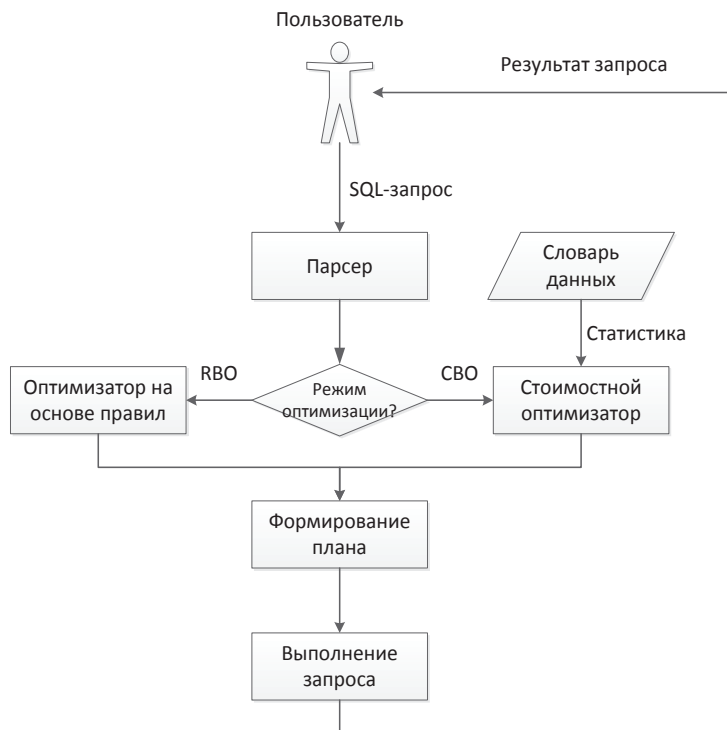 Пользователь
Результат запроса
SQL-запрос
Парсер
Словарь
данных
Статистика
RBO
CBO
Оптимизатор на
основе правил
Режим
оптимизации?
Стоимостной
оптимизатор
Формирование
плана
Выполнение
запроса